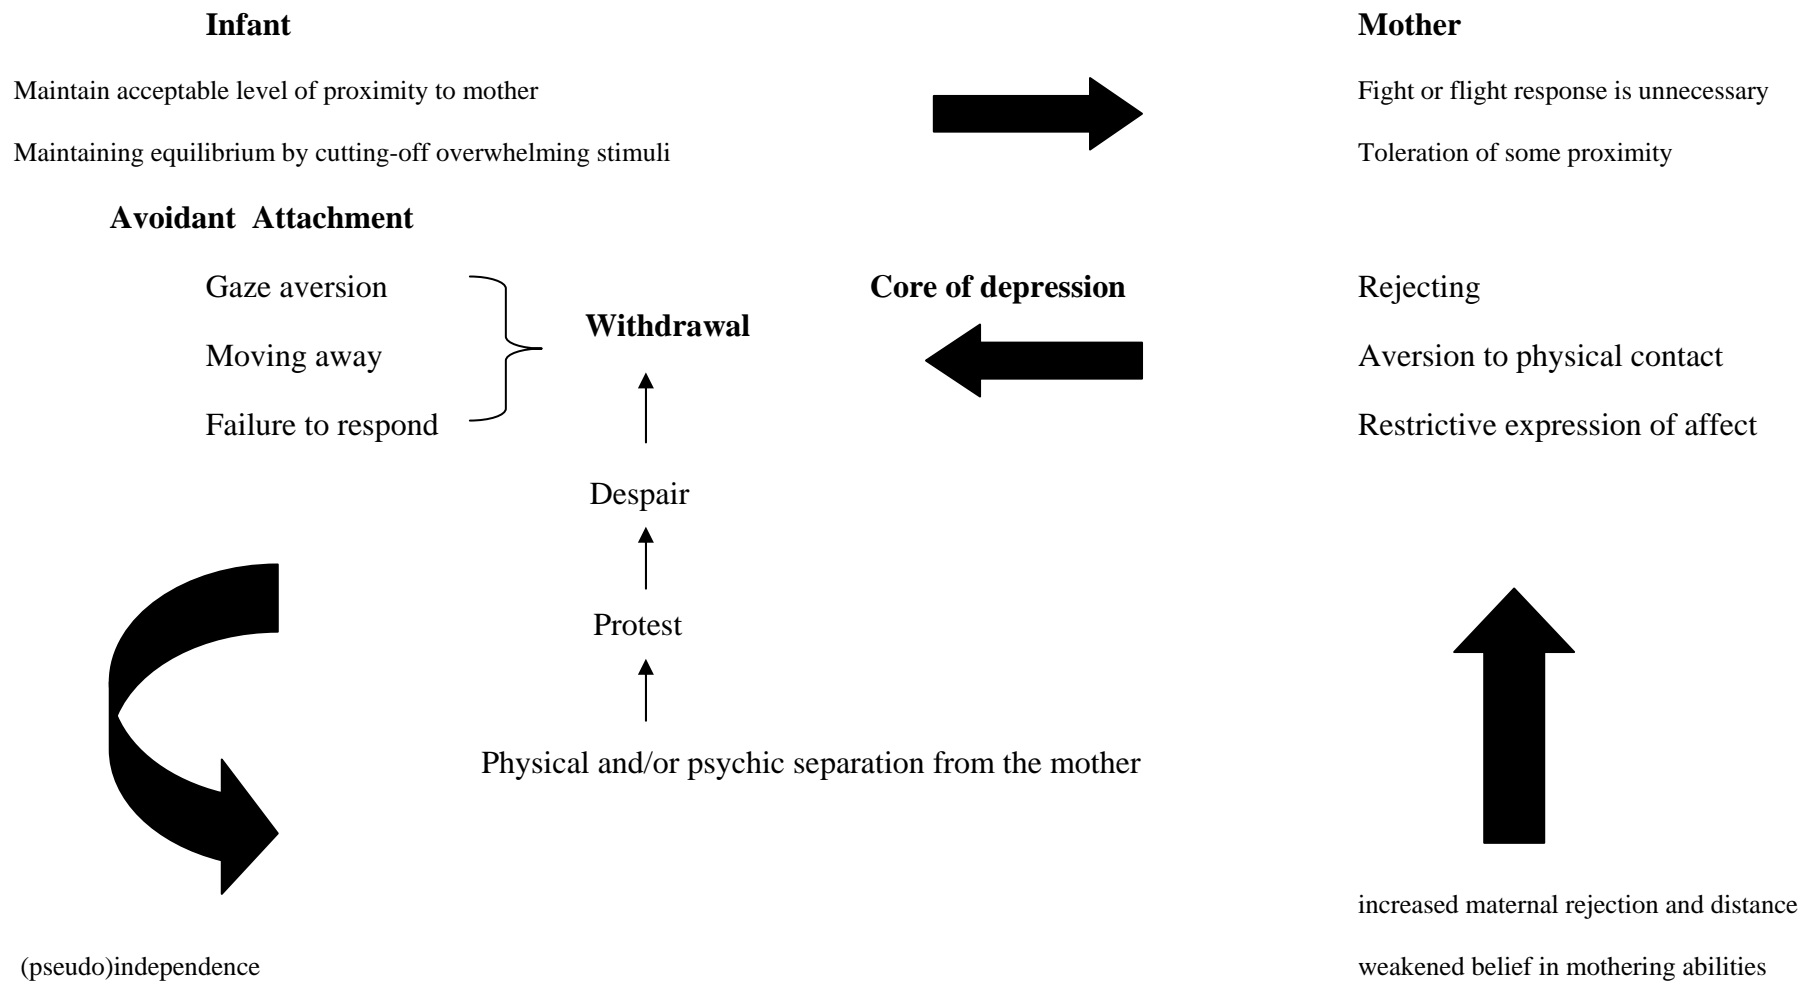 Infant
Mother
Maintain acceptable level of proximity to mother
Fight or flight response is unnecessary
Maintaining equilibrium by cutting-off overwhelming stimuli
Toleration of some proximity
Avoidant Attachment
Gaze aversion
Core of depression
Rejecting
Withdrawal
Moving away
Aversion to physical contact
Failure to respond
Restrictive expression of affect
Despair
Protest
Physical and/or psychic separation from the mother
increased maternal rejection and distance
(pseudo)independence
weakened belief in mothering abilities